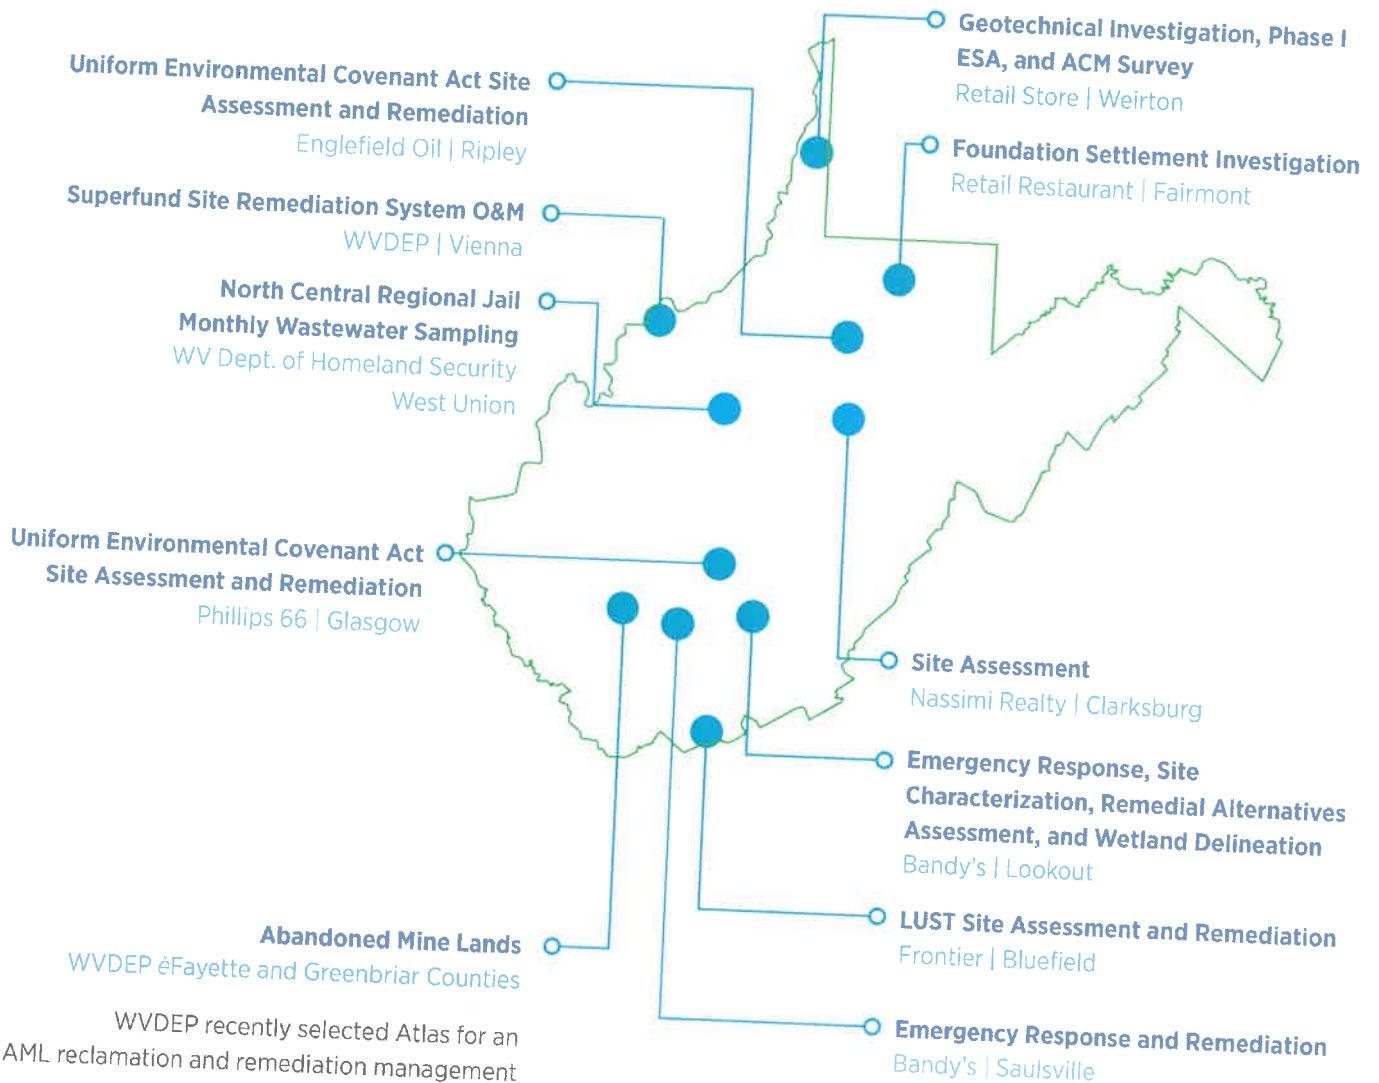 Uniform Environmental Covenant Act Site
Assessment and Remediation
Englefield Oil | Ripley
Superfund Site Remediation System O&M
WVDEP | Vienna
North Central Regional Jail
Monthly Wastewater Sampling
WV Dept. of Homeland Security
West Union
Uniform Environmental Covenant Act
Site Assessment and Remediation
Phillips 66 | Glasgow
Abandoned Mine Lands
WVDEP èFayette and Greenbriar Counties
WVDEP recently selected Atlas for an
AML reclamation and remediation management
Geotechnical Investigation, Phase I
ESA, and ACM Survey
Retail Store | Weirton
Foundation Settlement Investigation
Retail Restaurant | Fairmont
Site Assessment
Nassimi Realty | Clarksburg
Emergency Response, Site
Characterization, Remedial Alternatives
Assessment, and Wetland Delineation
Bandy's | Lookout
LUST Site Assessment and Remediation
Frontier | Bluefield
Emergency Response and Remediation
Bandy's | Saulsville